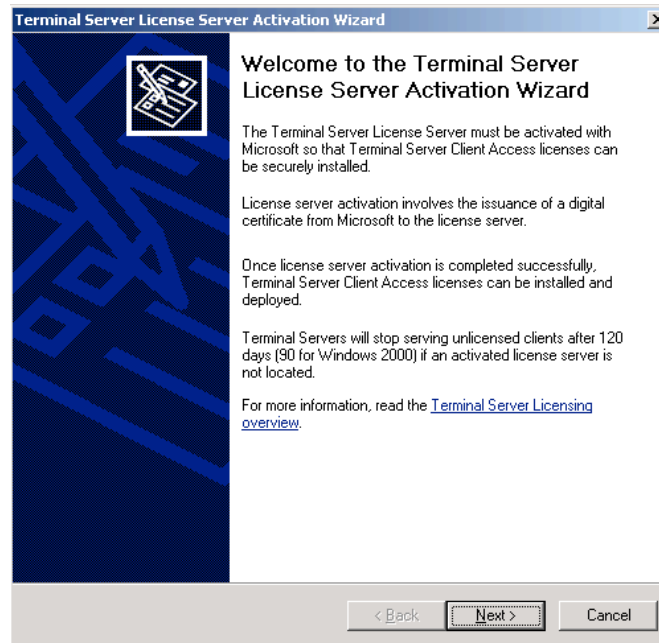 Terminal Server License Server Activation Wizard
Welcome to the Terminal Server
License Server Activation Wizard
The Terminal Server License Server must be activated with
Microsoft so that Terminal Server Client Access licenses can
be securely installed.
License server activation involves the issuance of a digital
certificate from Microsoft to the license server.
Once license server activation is completed successfully,
Terminal Server Client Access licenses can be installed and
deployed.
Terminal Servers will stop serving unlicensed clients after 120
days (90 for Windows 2000) if an activated license server is
not located.
For more information, read the Terminal Server Licensing
overview.
< Back Next > Cancel